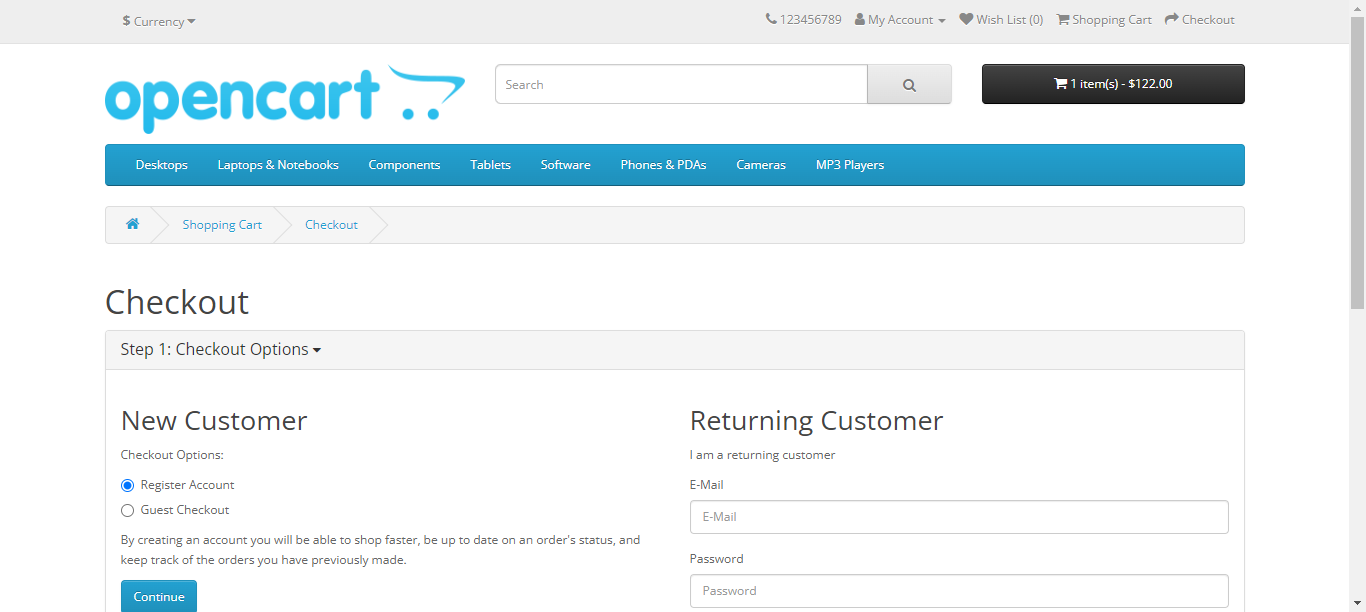 $ Currency
123456789 My Account Wish List (0) Shopping Cart Checkout
opencart
Search
1 item(s) - $122.00
Desktops Laptops & Notebooks Components Tablets Software Phones & PDAs Cameras MP3 Players
Shopping Cart Checkout
Checkout
Step 1: Checkout Options
New Customer
Checkout Options:
Register Account
Guest Checkout
By creating an account you will be able to shop faster, be up to date on an order's status, and
keep track of the orders you have previously made.
Continue
Returning Customer
I am a returning customer
E-Mail
E-Mail
Password
Password